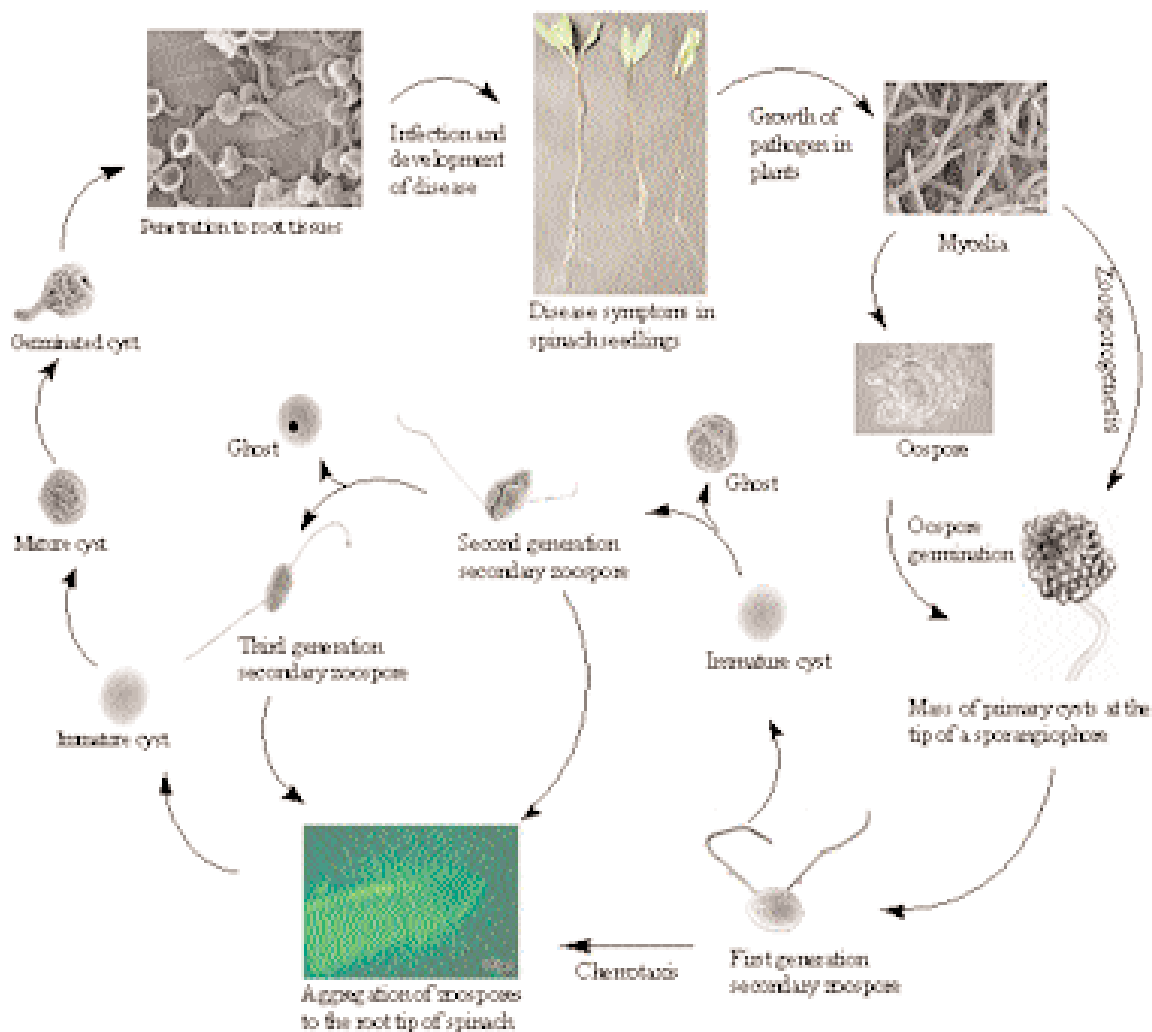 Infection and
development
of disease
Growth of
pathogen in
plants
Penetration to root tissues
Mycelia
Zoosporogenesis
Disease symptoms in
spinach seedlings
Germinated cyst
Oospore
Ghost
Ghost
Oospore
germination
Mature cyst
Second generation
secondary zoospore
Third generation
secondary zoospore
Immature cyst
Mass of primary cysts at the
tip of a sporangiophore
Immature cyst
Chemotaxis
First generation
secondary zoospore
Aggregation of zoospores
to the root tip of spinach